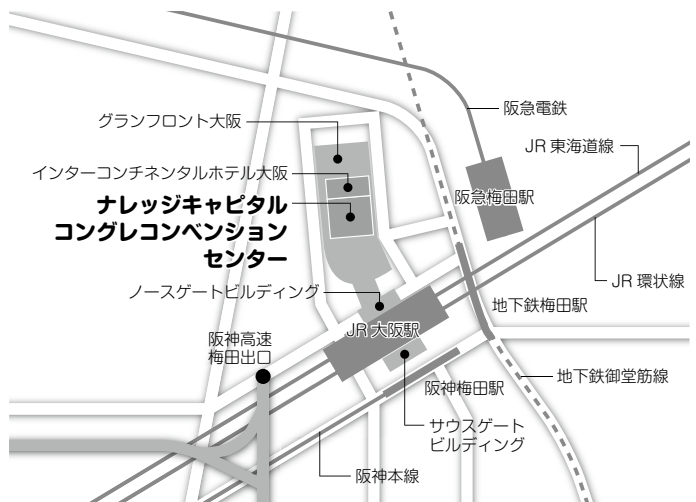 阪急電鉄
グランフロント大阪
JR 東海道線
インターコンチネンタルホテル大阪
阪急梅田駅
ナレッジキャピタル
コングレコンベンション
センター
JR 環状線
ノースゲートビルディング
地下鉄梅田駅
JR 大阪駅
阪神高速
梅田出口
阪神梅田駅
地下鉄御堂筋線
サウスゲート
ビルディング
阪神本線